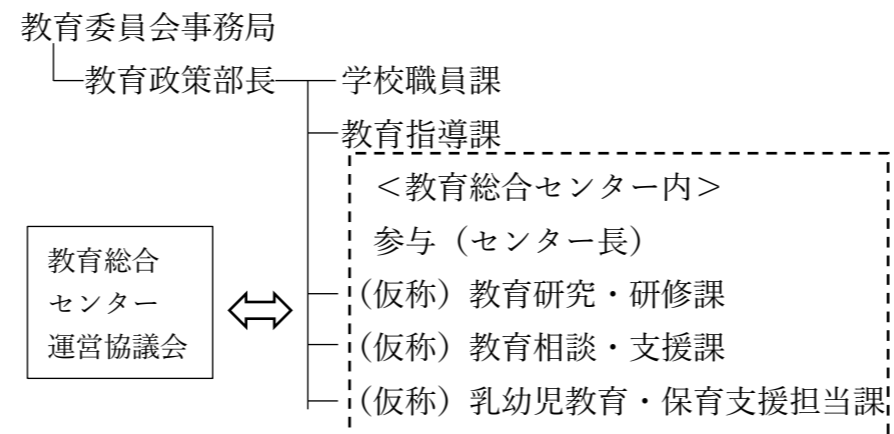 教育委員会事務局
教育政策部長
学校職員課
教育指導課
＜教育総合センター内＞
参与（センター長）
（仮称）教育研究・研修課
（仮称）教育相談・支援課
（仮称）乳幼児教育・保育支援担当課
教育総合
センター
運営協議会